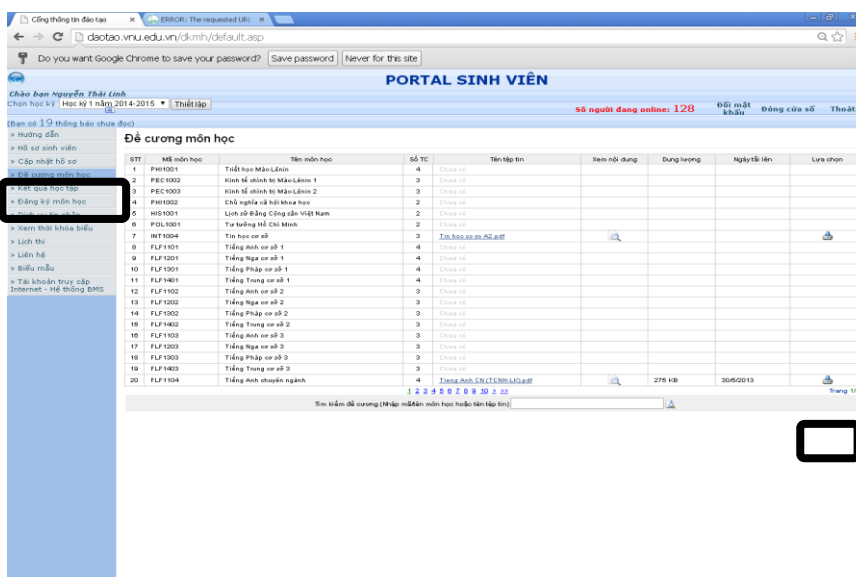 Cổng thông tin đào tạo
ERROR: The requested URL
daotao.vnu.edu.vn/dkmh/default.asp
Do you want Google Chrome to save your password? Save password Never for this site
PORTAL SINH VIÊN
Chào bạn Nguyễn Thái Linh
Chọn học kỳ Học kỳ 1 năm 2014-2015 Thiết lập
Số người đang online: 128 Đổi mật khẩu Đóng cửa sổ Thoát
(Bạn có 19 thông báo chưa đọc)
» Hướng dẫn
» Hồ sơ sinh viên
» Cập nhật hồ sơ
» Đề cương môn học
» Kết quả học tập
» Đăng ký môn học
» Dịch vụ tin nhắn
» Xem thời khóa biểu
» Lịch thi
» Liên hệ
» Biểu mẫu
» Tài khoản truy cập
Internet - Hệ thống BMS
Đề cương môn học
STT Mã môn học Tên môn học Số TC Tên tập tin Xem nội dung Dung lượng Ngày tải lên Lựa chọn
1 PHI1001 Triết học Mác-Lênin 4 Chưa có
2 PEC1002 Kinh tế chính trị Mác-Lênin 1 3 Chưa có
3 PEC1003 Kinh tế chính trị Mác-Lênin 2 3 Chưa có
4 PHI1002 Chủ nghĩa xã hội khoa học 2 Chưa có
5 HIS1001 Lịch sử Đảng Cộng sản Việt Nam 2 Chưa có
6 POL1001 Tư tưởng Hồ Chí Minh 2 Chưa có
7 INT1004 Tin học cơ sở 3 Tin hoc co so A2.pdf
8 FLF1101 Tiếng Anh cơ sở 1 4 Chưa có
9 FLF1201 Tiếng Nga cơ sở 1 4 Chưa có
10 FLF1301 Tiếng Pháp cơ sở 1 4 Chưa có
11 FLF1401 Tiếng Trung cơ sở 1 4 Chưa có
12 FLF1102 Tiếng Anh cơ sở 2 3 Chưa có
13 FLF1202 Tiếng Nga cơ sở 2 3 Chưa có
14 FLF1302 Tiếng Pháp cơ sở 2 3 Chưa có
15 FLF1402 Tiếng Trung cơ sở 2 3 Chưa có
16 FLF1103 Tiếng Anh cơ sở 3 3 Chưa có
17 FLF1203 Tiếng Nga cơ sở 3 3 Chưa có
18 FLF1303 Tiếng Pháp cơ sở 3 3 Chưa có
19 FLF1403 Tiếng Trung cơ sở 3 3 Chưa có
20 FLF1104 Tiếng Anh chuyên ngành 4 Tieng Anh CN (TCNH-LH).pdf 275 KB 30/5/2013
1 2 3 4 5 6 7 8 9 10 > >> Trang 1/
Tìm kiếm đề cương (Nhập mã/tên môn học hoặc tên tệp tin)